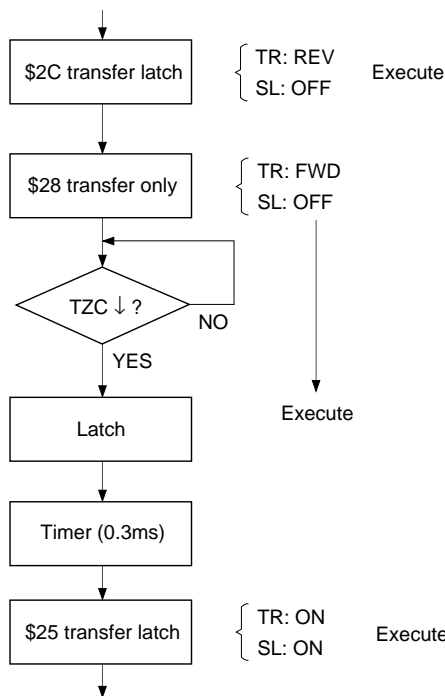 $2C transfer latch
TR: REV
SL: OFF
Execute
$28 transfer only
TR: FWD
SL: OFF
TZC ↓ ?
NO
YES
Execute
Latch
Timer (0.3ms)
$25 transfer latch
TR: ON
SL: ON
Execute